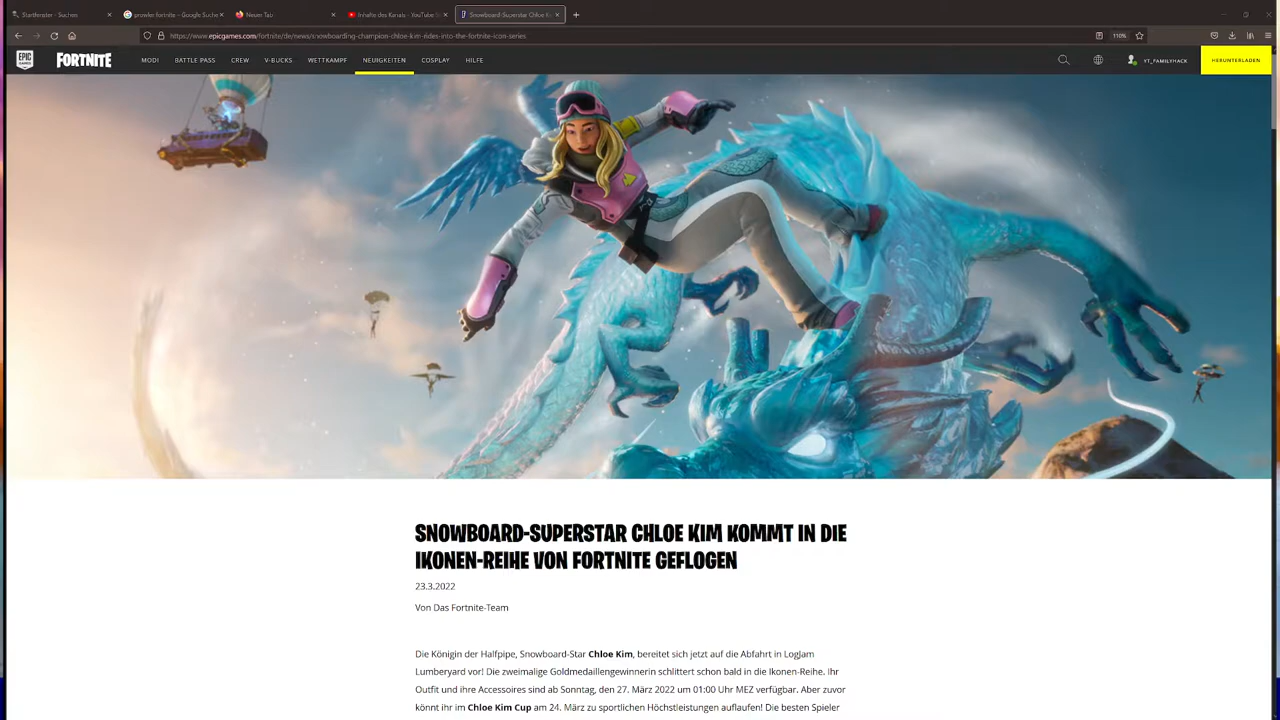 Startfenster - Suchen
prowler fortnite – Google Suche
Neuer Tab
Inhalte des Kanals - YouTube S
Snowboard-Superstar Chloe K
https://www.epicgames.com/fortnite/de/news/snowboarding-champion-chloe-kim-rides-into-the-fortnite-icon-series
110%
EPIC
FORTNITE
MODI
BATTLE PASS
CREW
V-BUCKS
WETTKAMPF
NEUIGKEITEN
COSPLAY
HILFE
YT_FAMILYHACK
HERUNTERLADEN
SNOWBOARD-SUPERSTAR CHLOE KIM KOMMT IN DIE
IKONEN-REIHE VON FORTNITE GEFLOGEN
23.3.2022
Von Das Fortnite-Team
Die Königin der Halfpipe, Snowboard-Star Chloe Kim, bereitet sich jetzt auf die Abfahrt in LogJam
Lumberyard vor! Die zweimalige Goldmedaillengewinnerin schlittert schon bald in die Ikonen-Reihe. Ihr
Outfit und ihre Accessoires sind ab Sonntag, den 27. März 2022 um 01:00 Uhr MEZ verfügbar. Aber zuvor
könnt ihr im Chloe Kim Cup am 24. März zu sportlichen Höchstleistungen auflaufen! Die besten Spieler